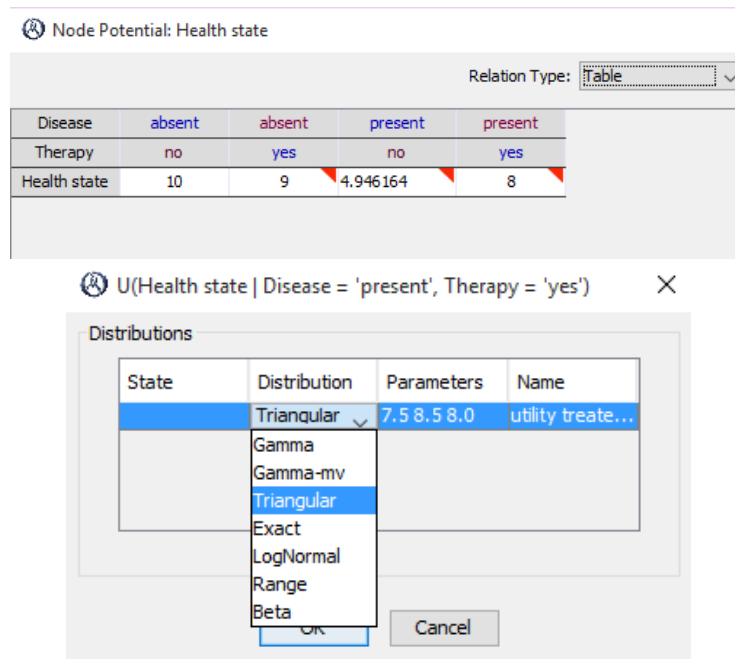 Node Potential: Health state
Relation Type: Table
Disease absent absent present present
Therapy no yes no yes
Health state 10 9 4.946164 8
U(Health state | Disease = 'present', Therapy = 'yes')
Distributions
State Distribution Parameters Name
Triangular 7.5 8.5 8.0 utility treate...
Gamma
Gamma-mv
Triangular
Exact
LogNormal
Range
Beta
Cancel